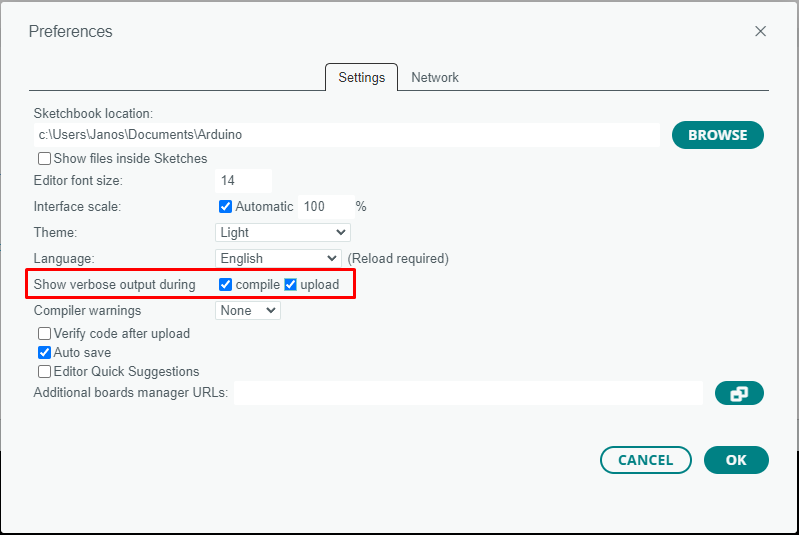 Preferences
Settings Network
Sketchbook location:
c:\Users\Janos\Documents\Arduino
BROWSE
Show files inside Sketches
Editor font size: 14
Interface scale: Automatic 100 %
Theme: Light
Language: English (Reload required)
Show verbose output during compile upload
Compiler warnings None
Verify code after upload
Auto save
Editor Quick Suggestions
Additional boards manager URLs:
CANCEL OK